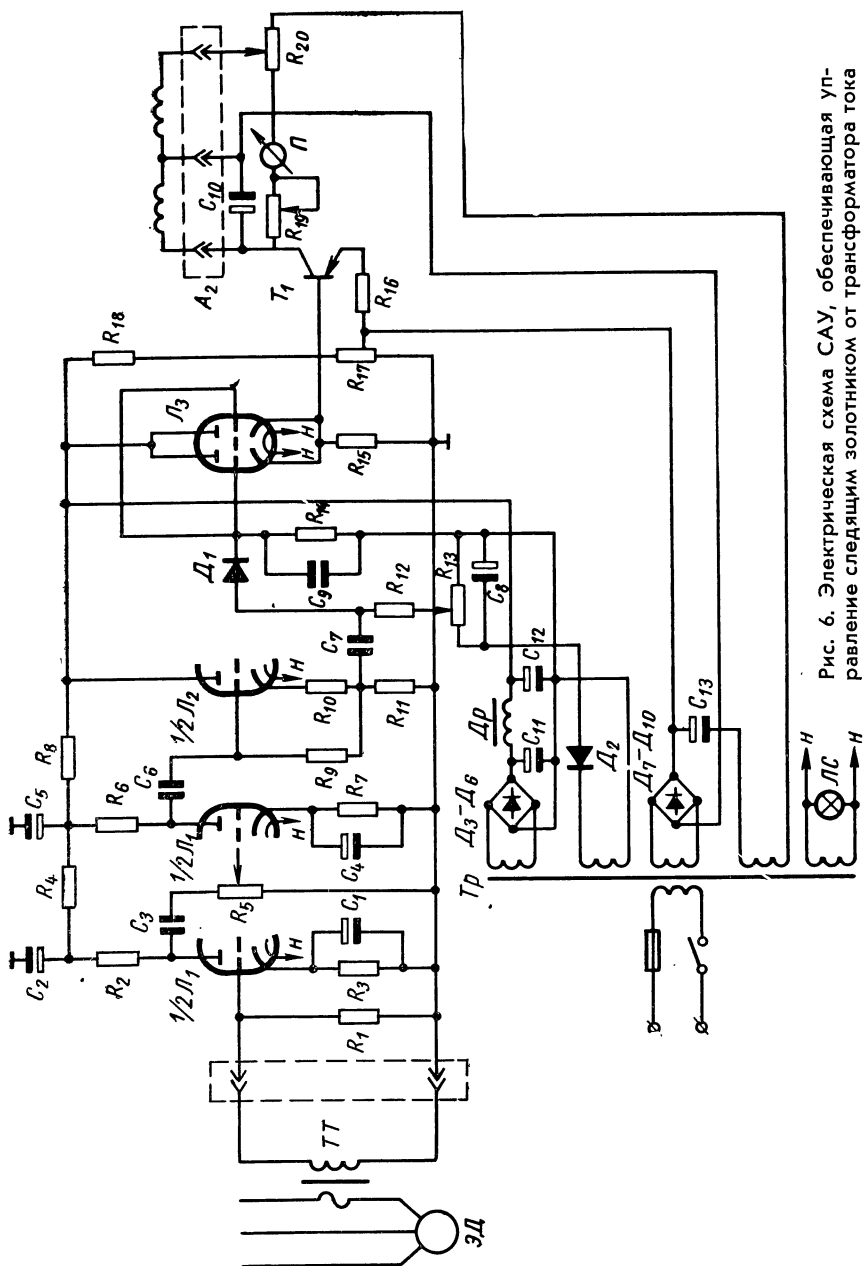 C₂
C₅
R₄
R₈
R₁₈
R₂
C₃
R₆
C₆
1/2Л₁
1/2Л₁
1/2Л₂
Л₃
А₂
R₁
R₃
C₁
R₅
C₄
R₇
R₉
R₁₀
R₁₁
C₇
R₁₂
Д₁
C₉
R₁₄
R₁₃
C₈
R₁₅
R₁₇
R₁₆
T₁
C₁₀
R₁₉
П
R₂₀
Н
Н
Н
Н
Н
ТТ
ЭД
Тр
Д₃–Д₆
Др
C₁₁
C₁₂
Д₂
Д₇–Д₁₀
C₁₃
Н
ЛС
Н
Рис. 6. Электрическая схема САУ, обеспечивающая уп-
равление следящим золотником от трансформатора тока